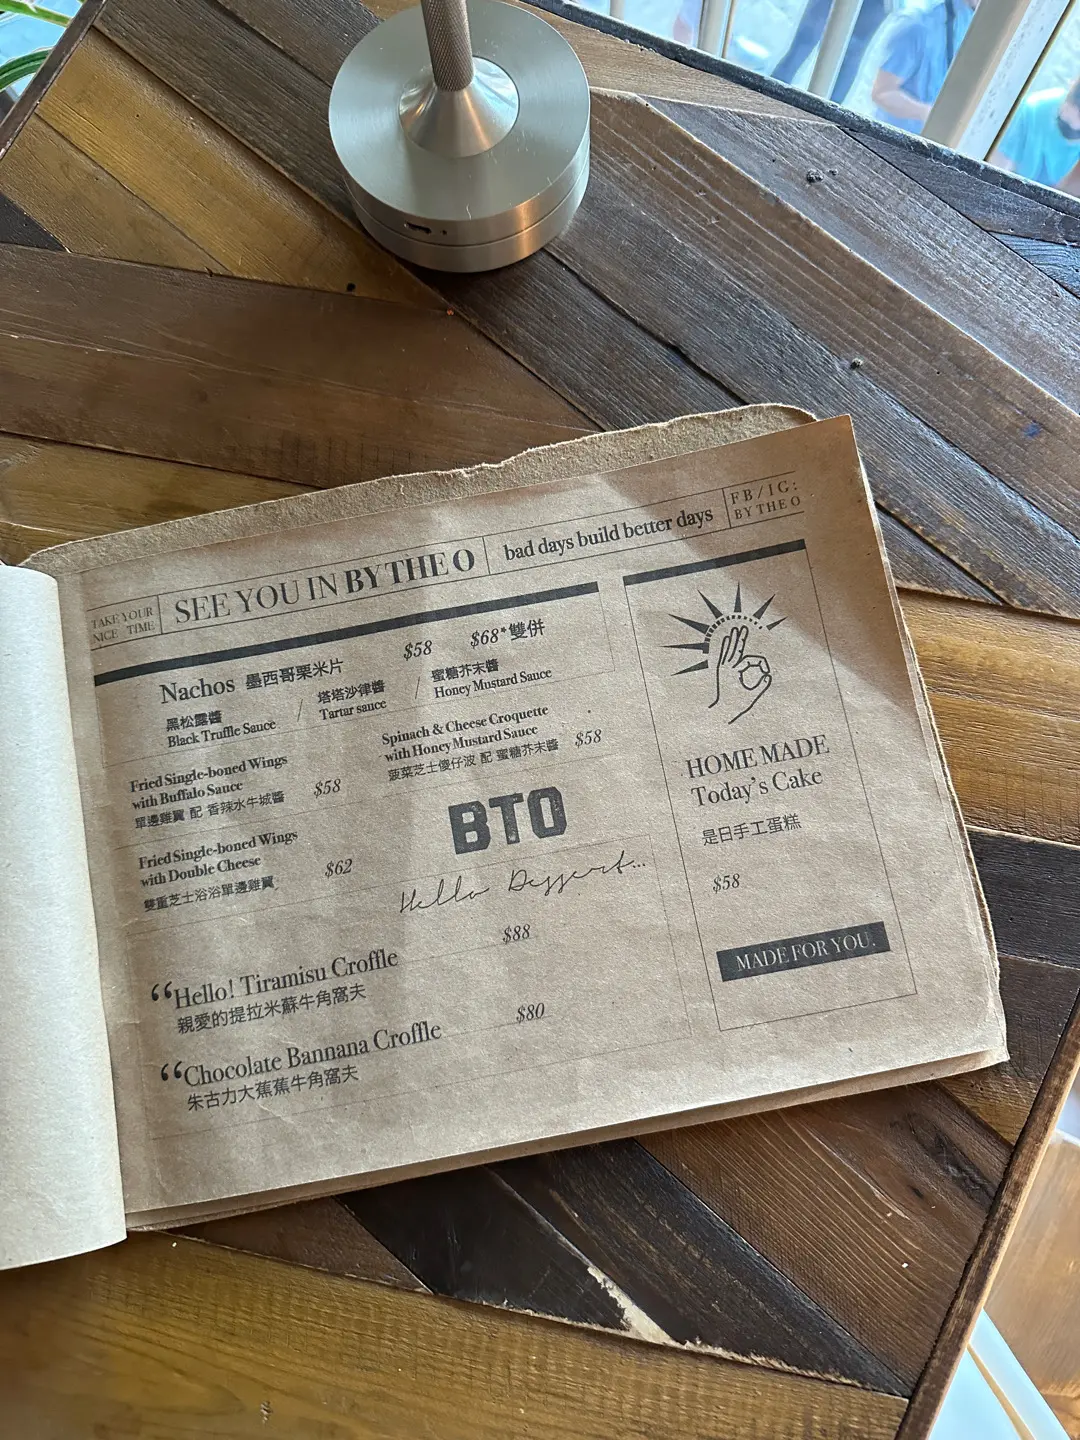 TAKE YOUR
NICE TIME
SEE YOU IN BY THE O
bad days build better days
FB/IG:
BY THE O
Nachos 墨西哥栗米片 $58 $68*雙併
黑松露醬 / 塔塔沙律醬 / 蜜糖芥末醬
Black Truffle Sauce Tartar sauce Honey Mustard Sauce
Fried Single-boned Wings
with Buffalo Sauce $58
單邊雞翼 配 香辣水牛城醬
Spinach & Cheese Croquette
with Honey Mustard Sauce $58
菠菜芝士傻仔波 配 蜜糖芥末醬
Fried Single-boned Wings
with Double Cheese $62
雙重芝士浴浴單邊雞翼
BTO
Hello Dessert...
$88
“Hello! Tiramisu Croffle
親愛的提拉米蘇牛角窩夫
$80
“Chocolate Bannana Croffle
朱古力大蕉蕉牛角窩夫
HOME MADE
Today's Cake
是日手工蛋糕
$58
MADE FOR YOU.